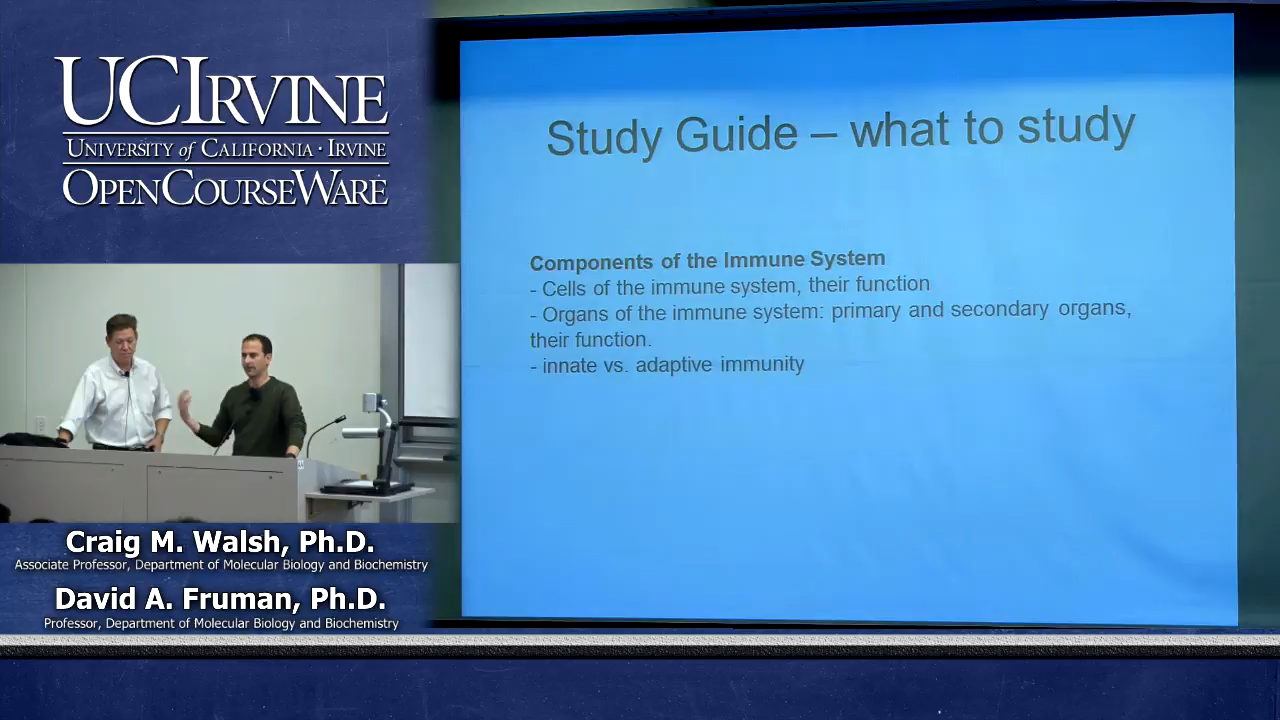 UCIRVINE
UNIVERSITY of CALIFORNIA · IRVINE
OPENCOURSEWARE
Study Guide – what to study
Components of the Immune System
- Cells of the immune system, their function
- Organs of the immune system: primary and secondary organs,
their function.
- innate vs. adaptive immunity
Craig M. Walsh, Ph.D.
Associate Professor, Department of Molecular Biology and Biochemistry
David A. Fruman, Ph.D.
Professor, Department of Molecular Biology and Biochemistry